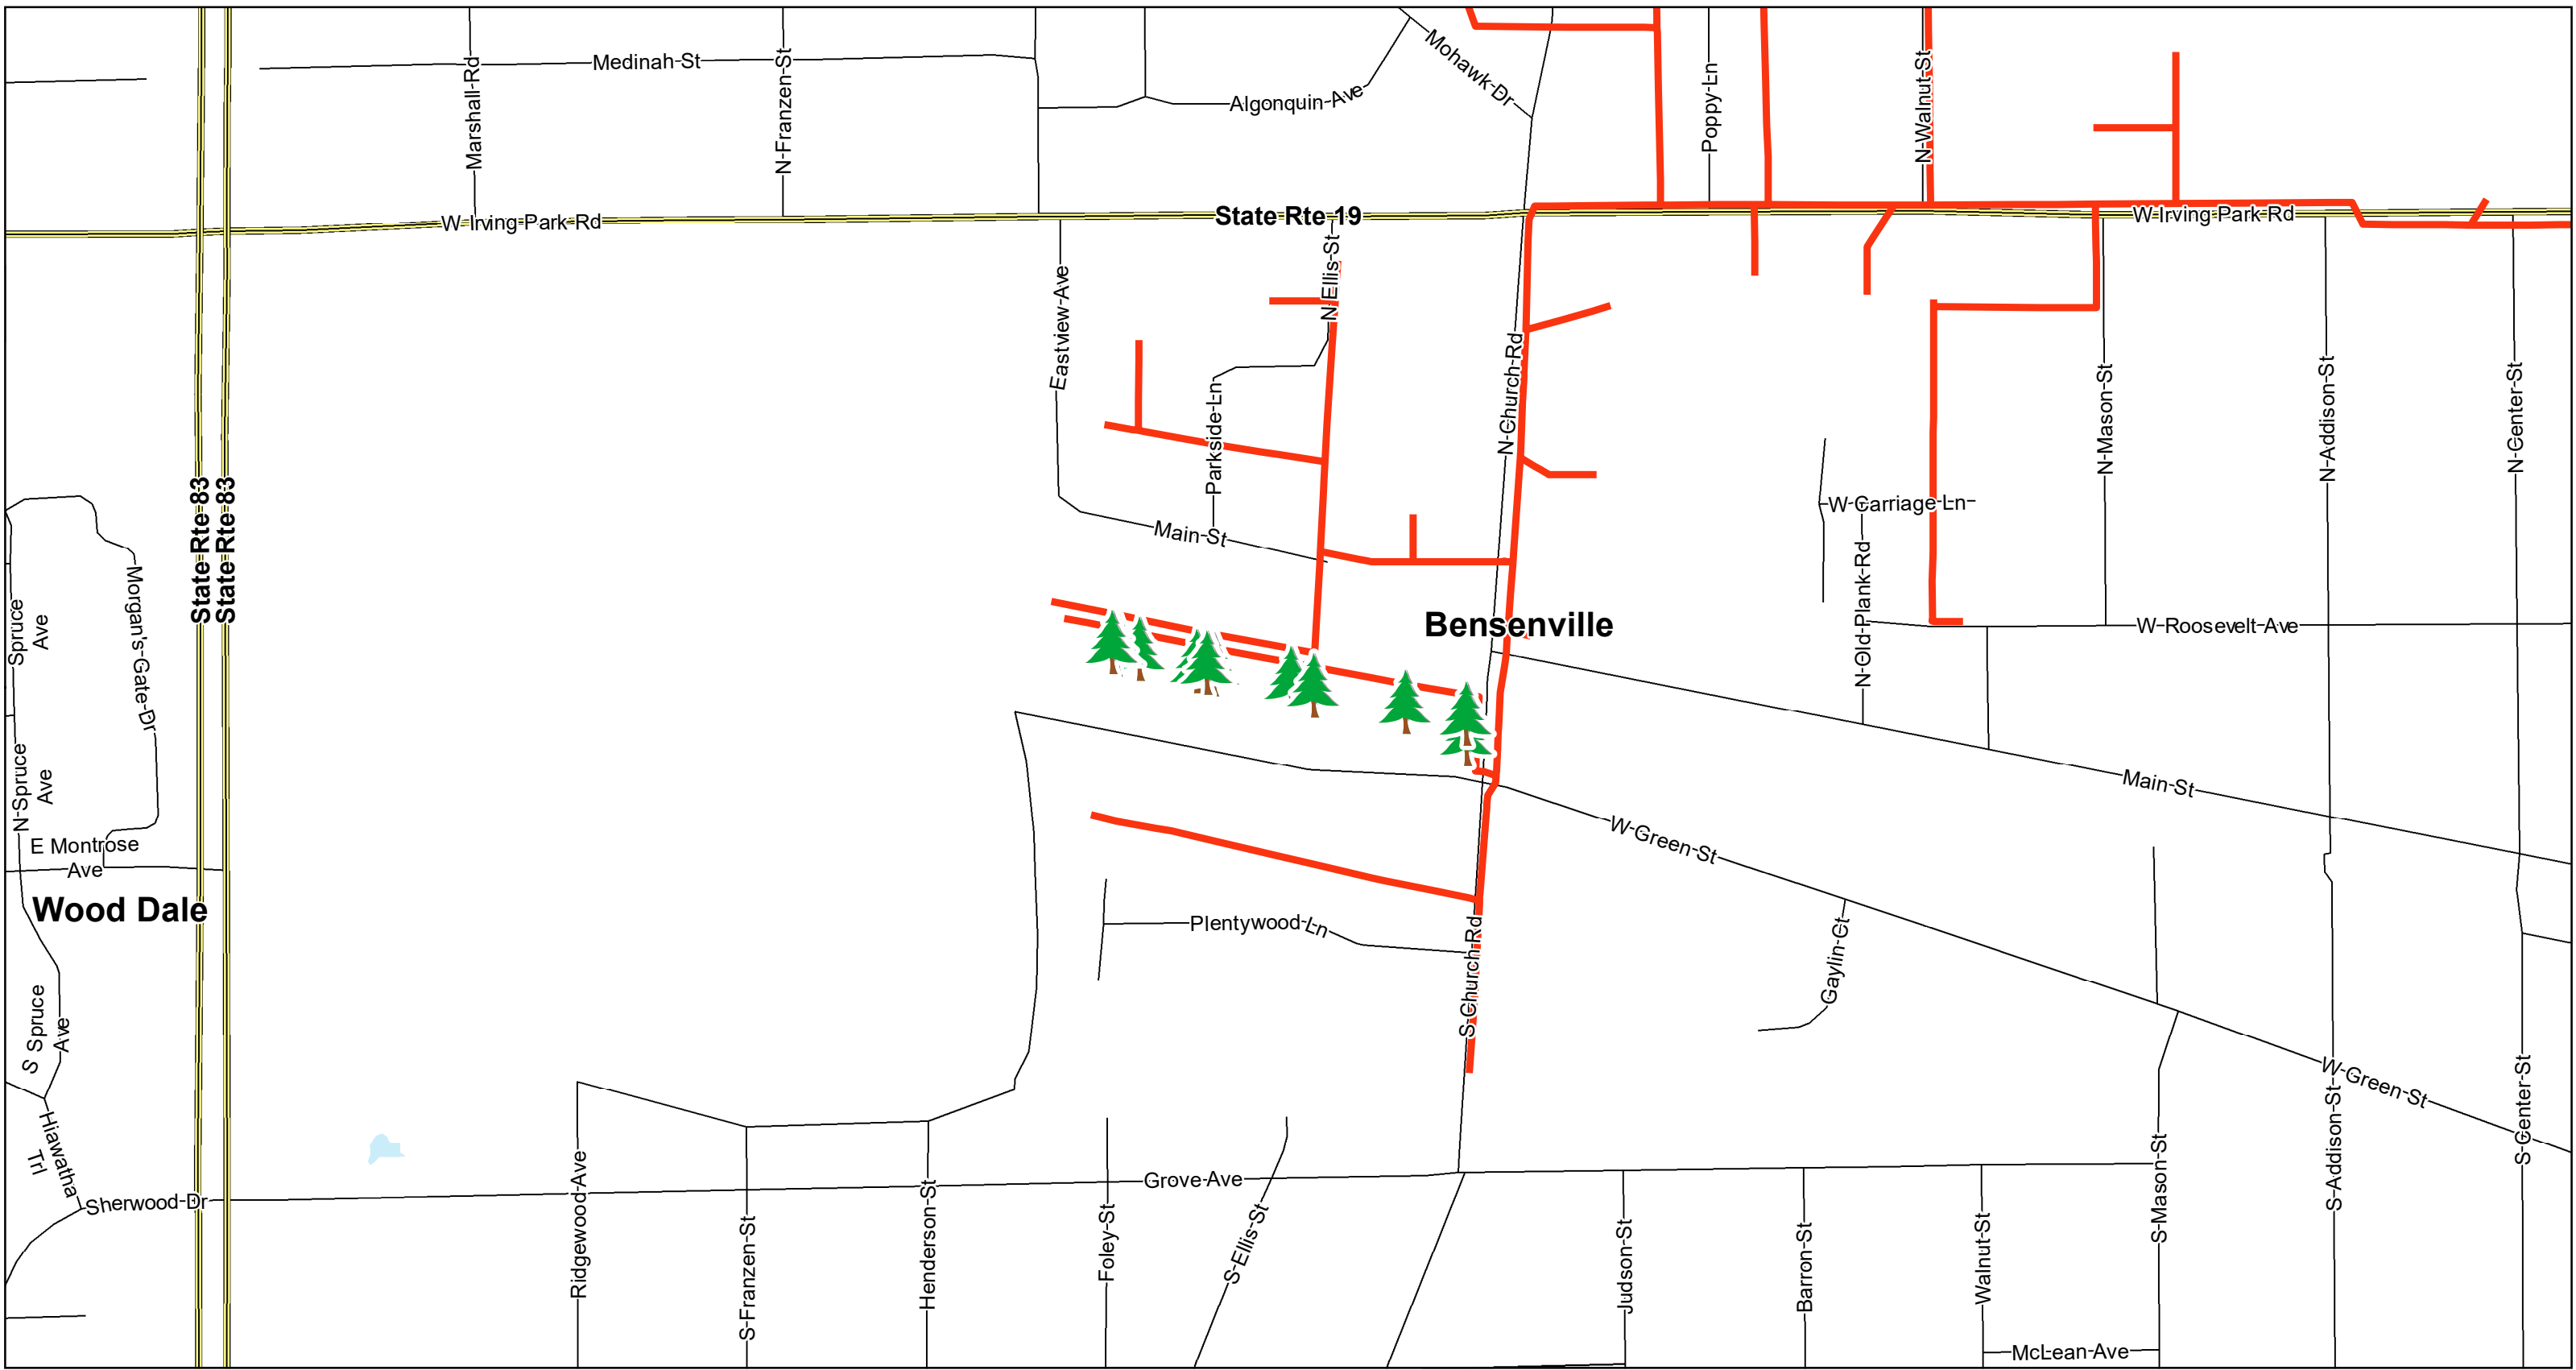 Medinah-St
Marshall-Rd
N-Franzen-St
Algonquin-Ave
Mohawk-Dr
Poppy-Ln
N-Walnut-St
W Irving Park Rd
State Rte 19
W Irving Park Rd
N-Ellis-St
Eastview-Ave
Parkside-Ln
Main-St
N-Church-Rd
N-Mason-St
N-Addison-St
N-Center-St
W-Carriage-Ln
N-Old-Plank-Rd
W-Roosevelt-Ave
State Rte 83
State Rte 83
Morgan's-Gate-Dr
Spruce
Ave
N-Spruce
Ave
Bensenville
Main-St
E Montrose
Ave
Wood Dale
W-Green-St
Plentywood-Ln
S-Church-Rd
Gaylin-Ct
S Spruce
Ave
W-Green-St
S-Addison-St
S-Center-St
Hiawatha
Trl
Sherwood-Dr
Grove-Ave
Ridgewood-Ave
S-Franzen-St
Henderson-St
Foley-St
S-Ellis-St
Judson-St
Barron-St
Walnut-St
S-Mason-St
McLean-Ave